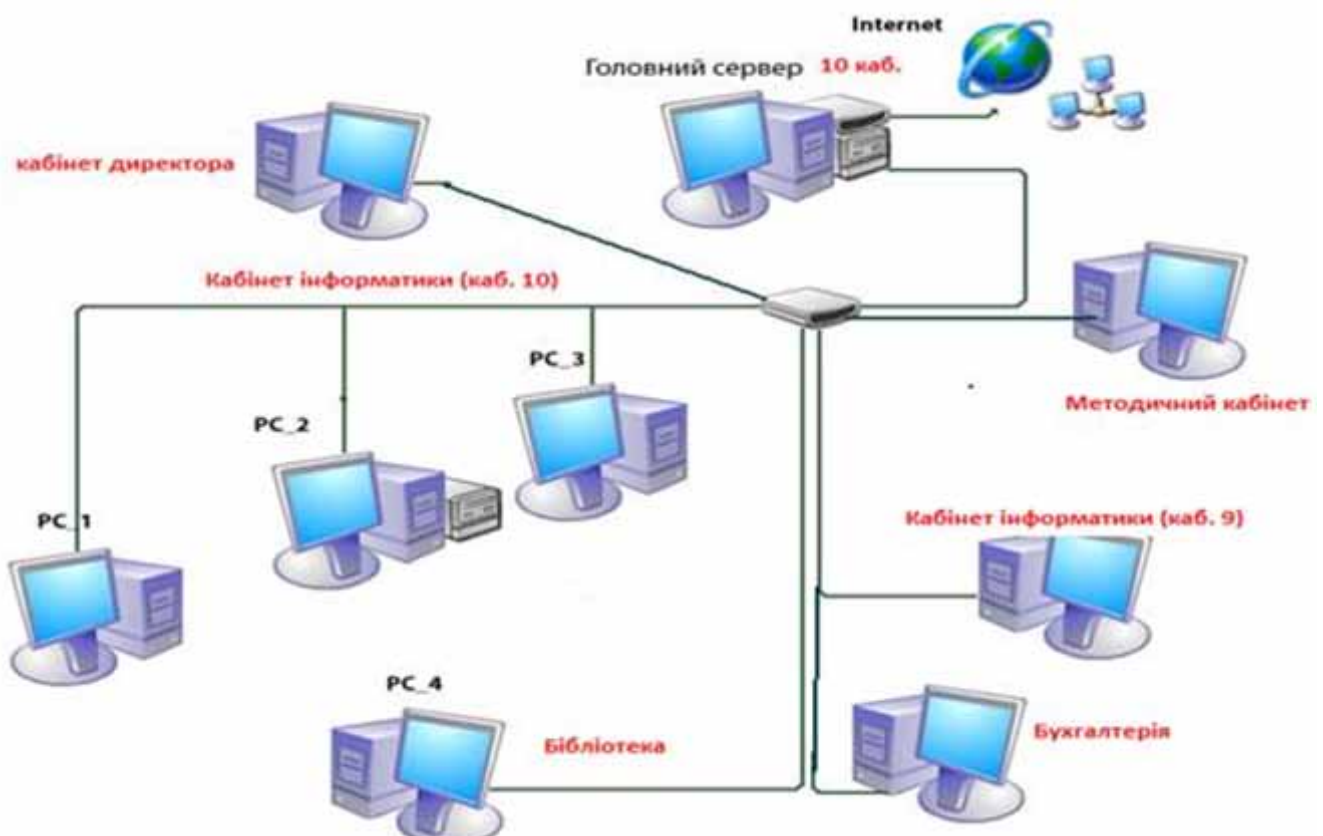 Internet
Головний сервер 10 каб.
кабінет директора
Кабінет інформатики (каб. 10)
PC_3
Методичний кабінет
PC_2
PC_1
Кабінет інформатики (каб. 9)
PC_4
Бібліотека
Бухгалтерія